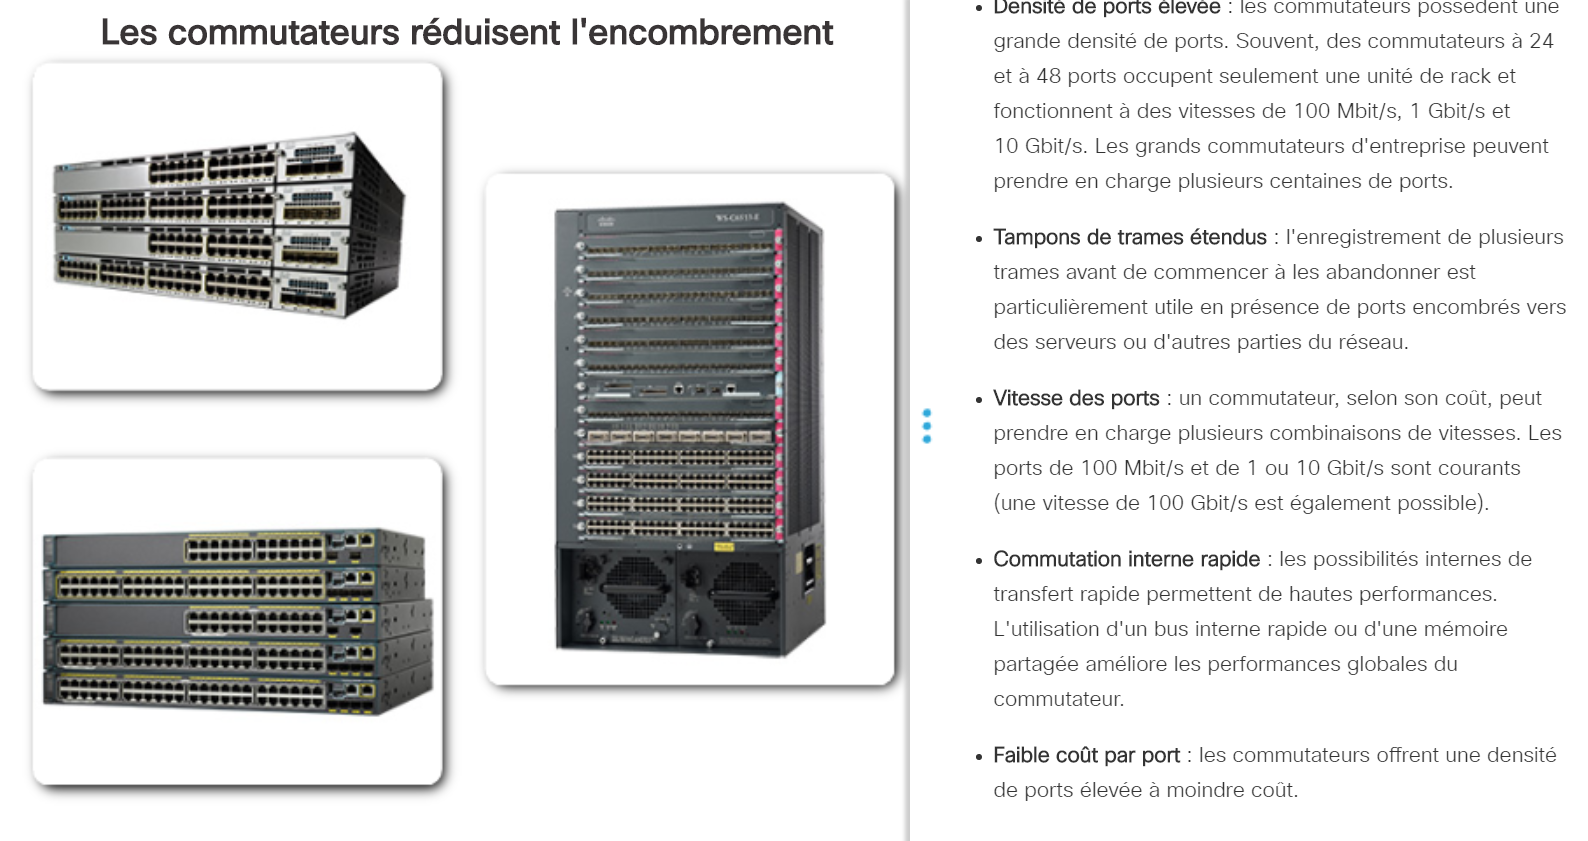 Les commutateurs réduisent l'encombrement
WS-C6513-E
• Densité de ports élevée : les commutateurs possèdent une
grande densité de ports. Souvent, des commutateurs à 24
et à 48 ports occupent seulement une unité de rack et
fonctionnent à des vitesses de 100 Mbit/s, 1 Gbit/s et
10 Gbit/s. Les grands commutateurs d'entreprise peuvent
prendre en charge plusieurs centaines de ports.
• Tampons de trames étendus : l'enregistrement de plusieurs
trames avant de commencer à les abandonner est
particulièrement utile en présence de ports encombrés vers
des serveurs ou d'autres parties du réseau.
• Vitesse des ports : un commutateur, selon son coût, peut
prendre en charge plusieurs combinaisons de vitesses. Les
ports de 100 Mbit/s et de 1 ou 10 Gbit/s sont courants
(une vitesse de 100 Gbit/s est également possible).
• Commutation interne rapide : les possibilités internes de
transfert rapide permettent de hautes performances.
L'utilisation d'un bus interne rapide ou d'une mémoire
partagée améliore les performances globales du
commutateur.
• Faible coût par port : les commutateurs offrent une densité
de ports élevée à moindre coût.